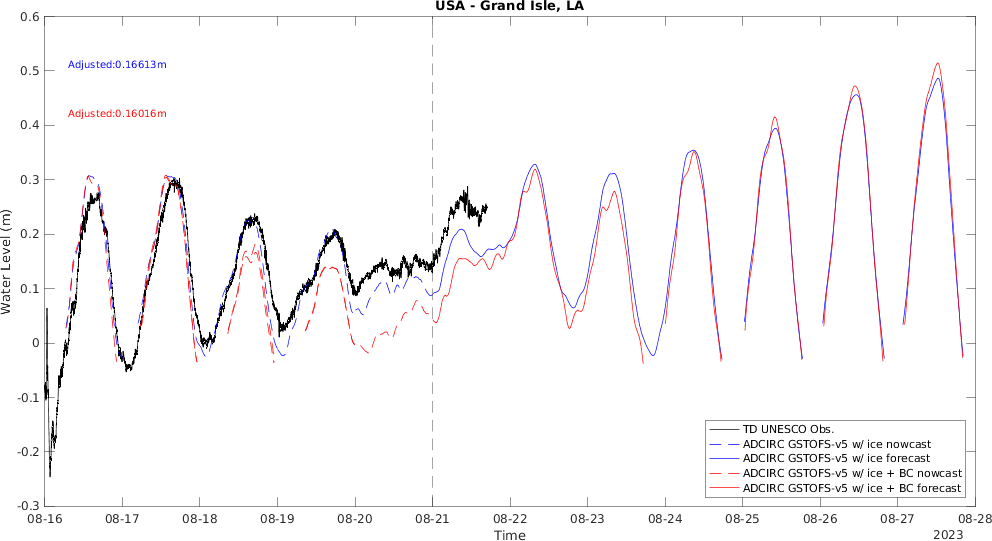 USA - Grand Isle, LA
0.6
0.5
0.4
0.3
0.2
0.1
0
-0.1
-0.2
-0.3
Water Level (m)
Adjusted:0.16613m
Adjusted:0.16016m
TD UNESCO Obs.
ADCIRC GSTOFS-v5 w/ ice nowcast
ADCIRC GSTOFS-v5 w/ ice forecast
ADCIRC GSTOFS-v5 w/ ice + BC nowcast
ADCIRC GSTOFS-v5 w/ ice + BC forecast
08-16 08-17 08-18 08-19 08-20 08-21 08-22 08-23 08-24 08-25 08-26 08-27 08-28
Time
2023